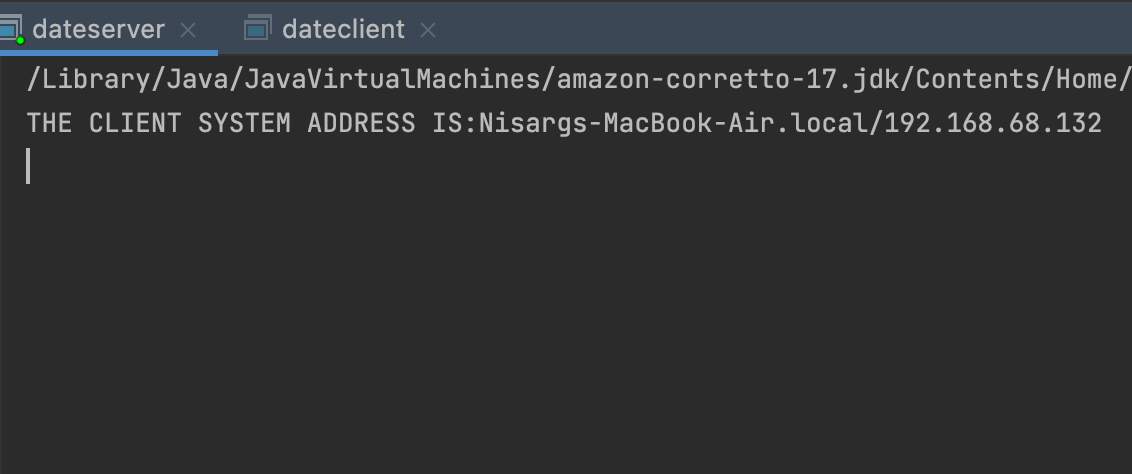 dateserver dateclient
/Library/Java/JavaVirtualMachines/amazon-corretto-17.jdk/Contents/Home/
THE CLIENT SYSTEM ADDRESS IS:Nisargs-MacBook-Air.local/192.168.68.132